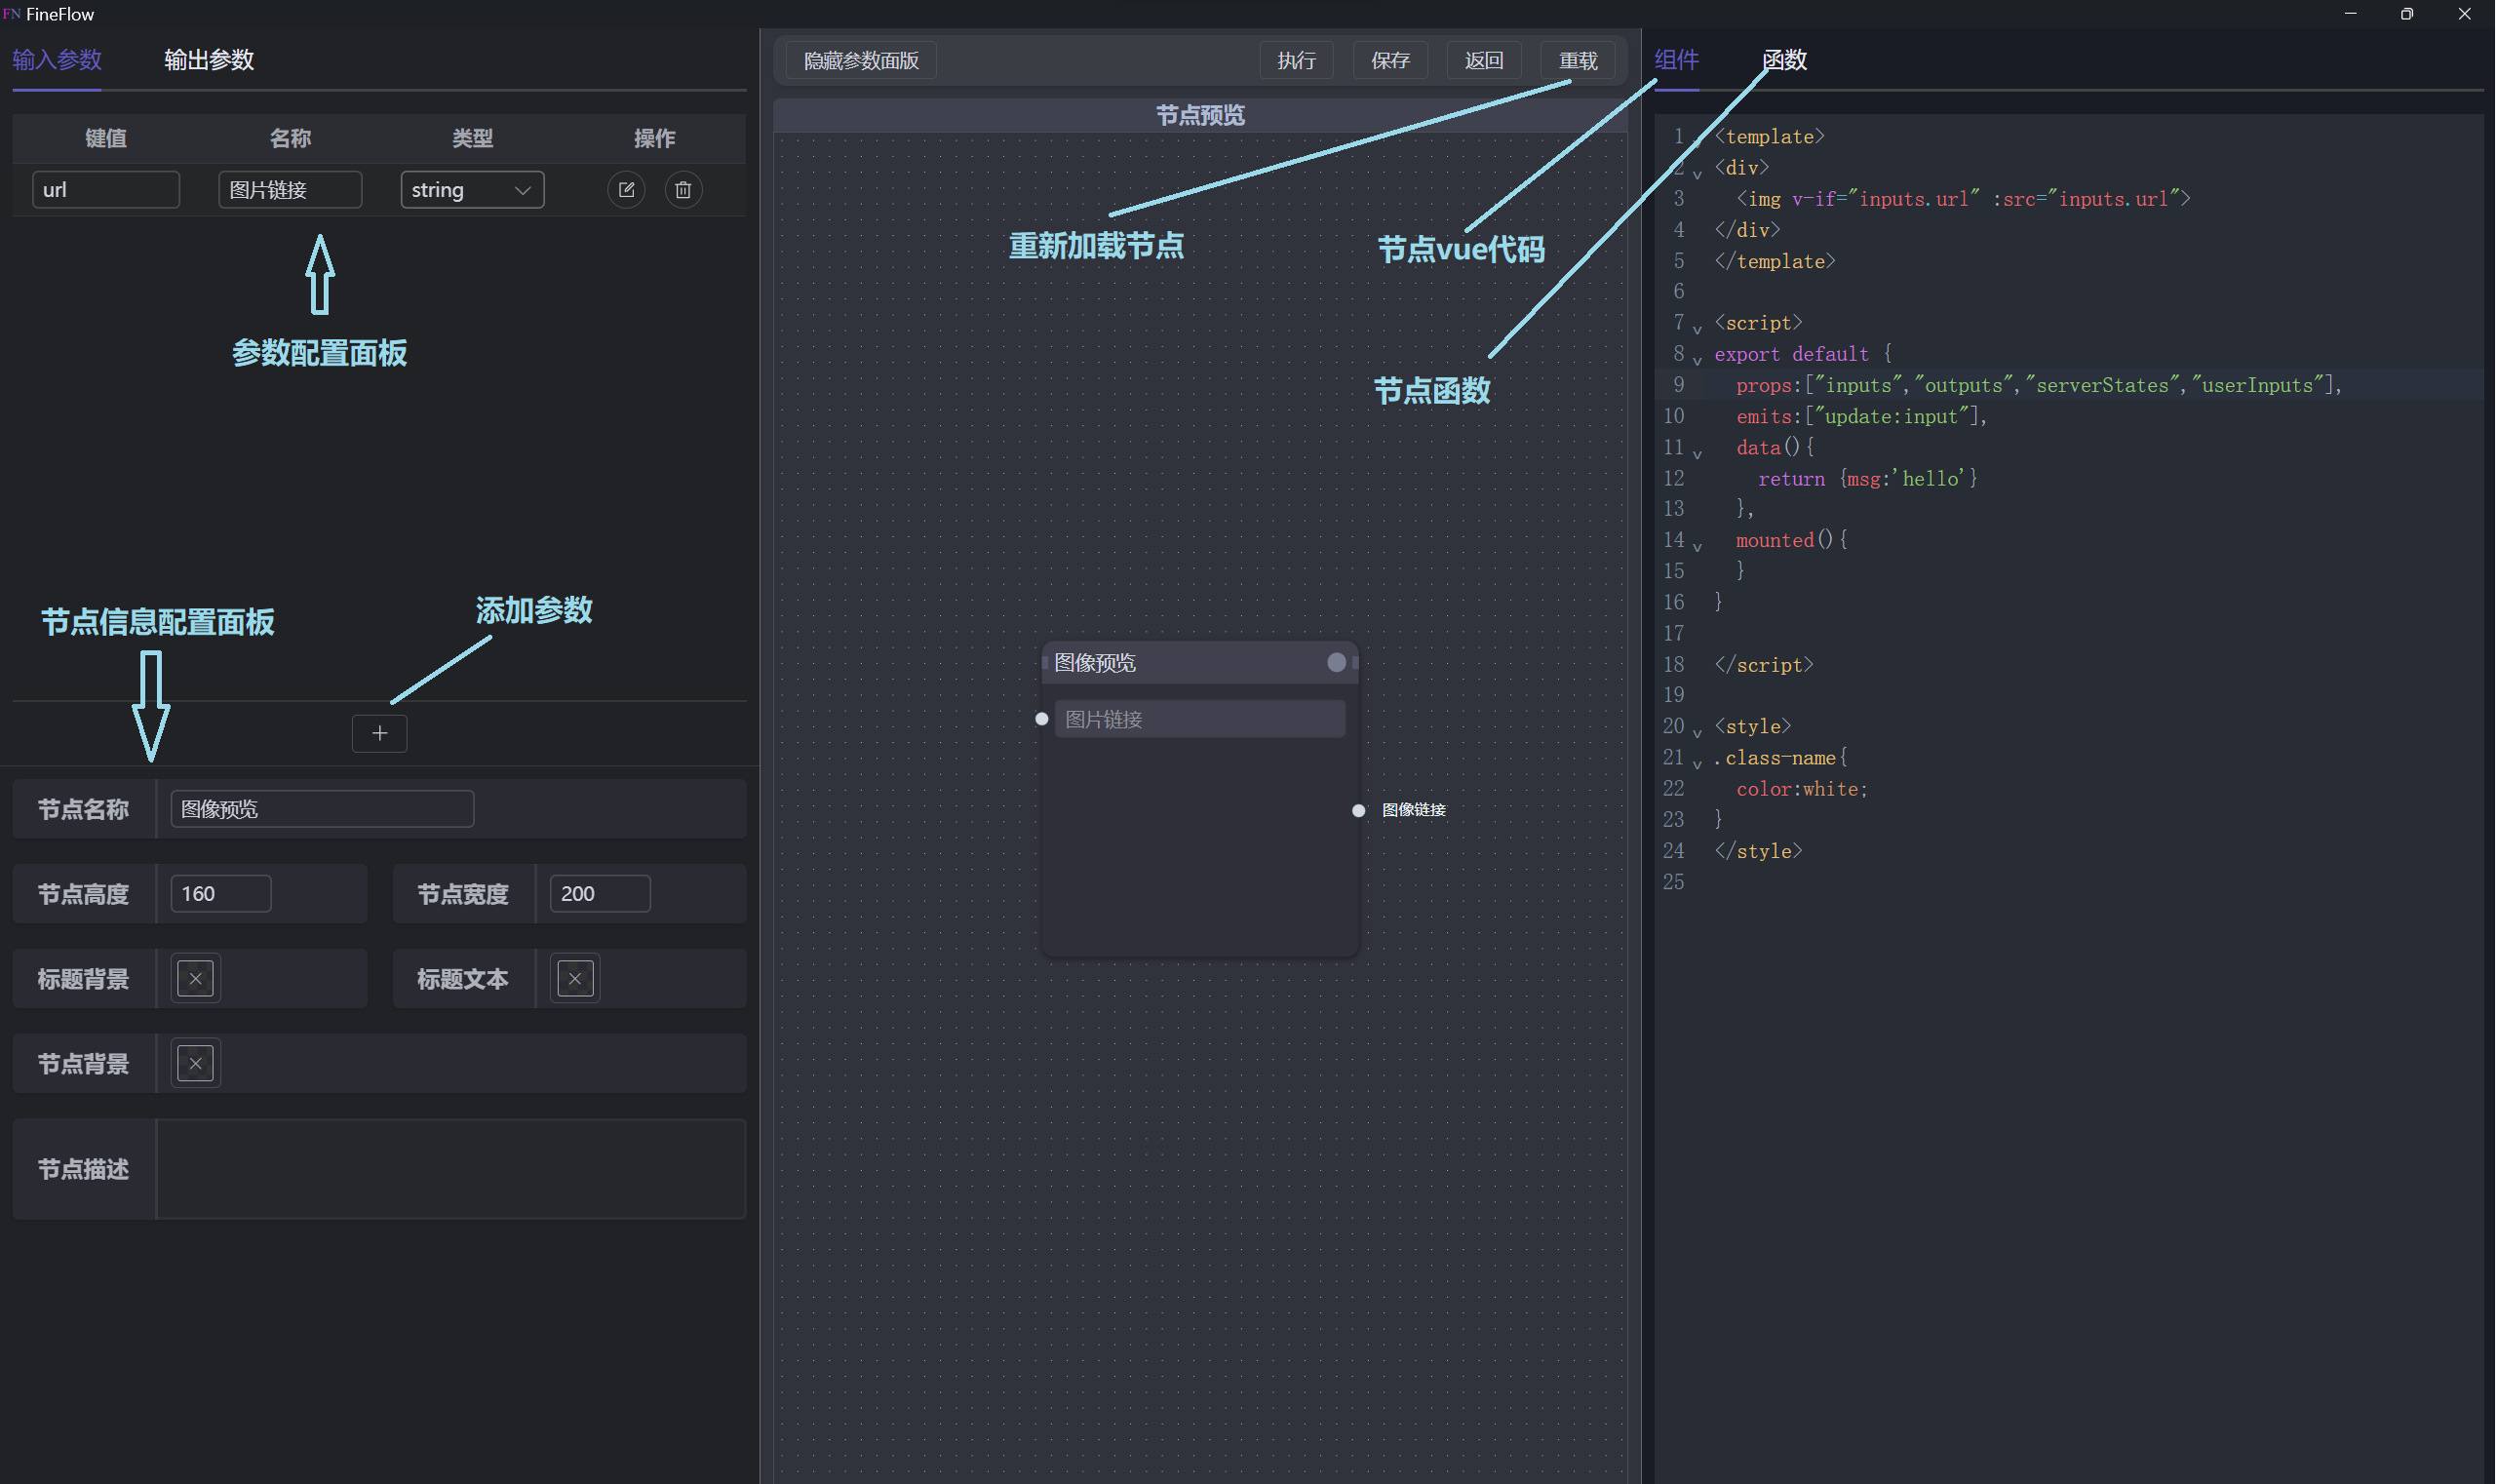 FN FineFlow
输入参数 输出参数
键值 名称 类型 操作
url 图片链接 string
参数配置面板
节点信息配置面板
添加参数
+
节点名称 图像预览
节点高度 160 节点宽度 200
标题背景 标题文本
节点背景
节点描述
隐藏参数面版 执行 保存 返回 重载
节点预览
重新加载节点
节点vue代码
节点函数
图像预览
图片链接
图像链接
组件 函数
1 <template>
2 <div>
3 <img v-if="inputs.url" :src="inputs.url">
4 </div>
5 </template>
6
7 <script>
8 export default {
9 props:["inputs","outputs","serverStates","userInputs"],
10 emits:["update:input"],
11 data(){
12 return {msg:'hello'}
13 },
14 mounted(){
15 }
16 }
17
18 </script>
19
20 <style>
21 .class-name{
22 color:white;
23 }
24 </style>
25